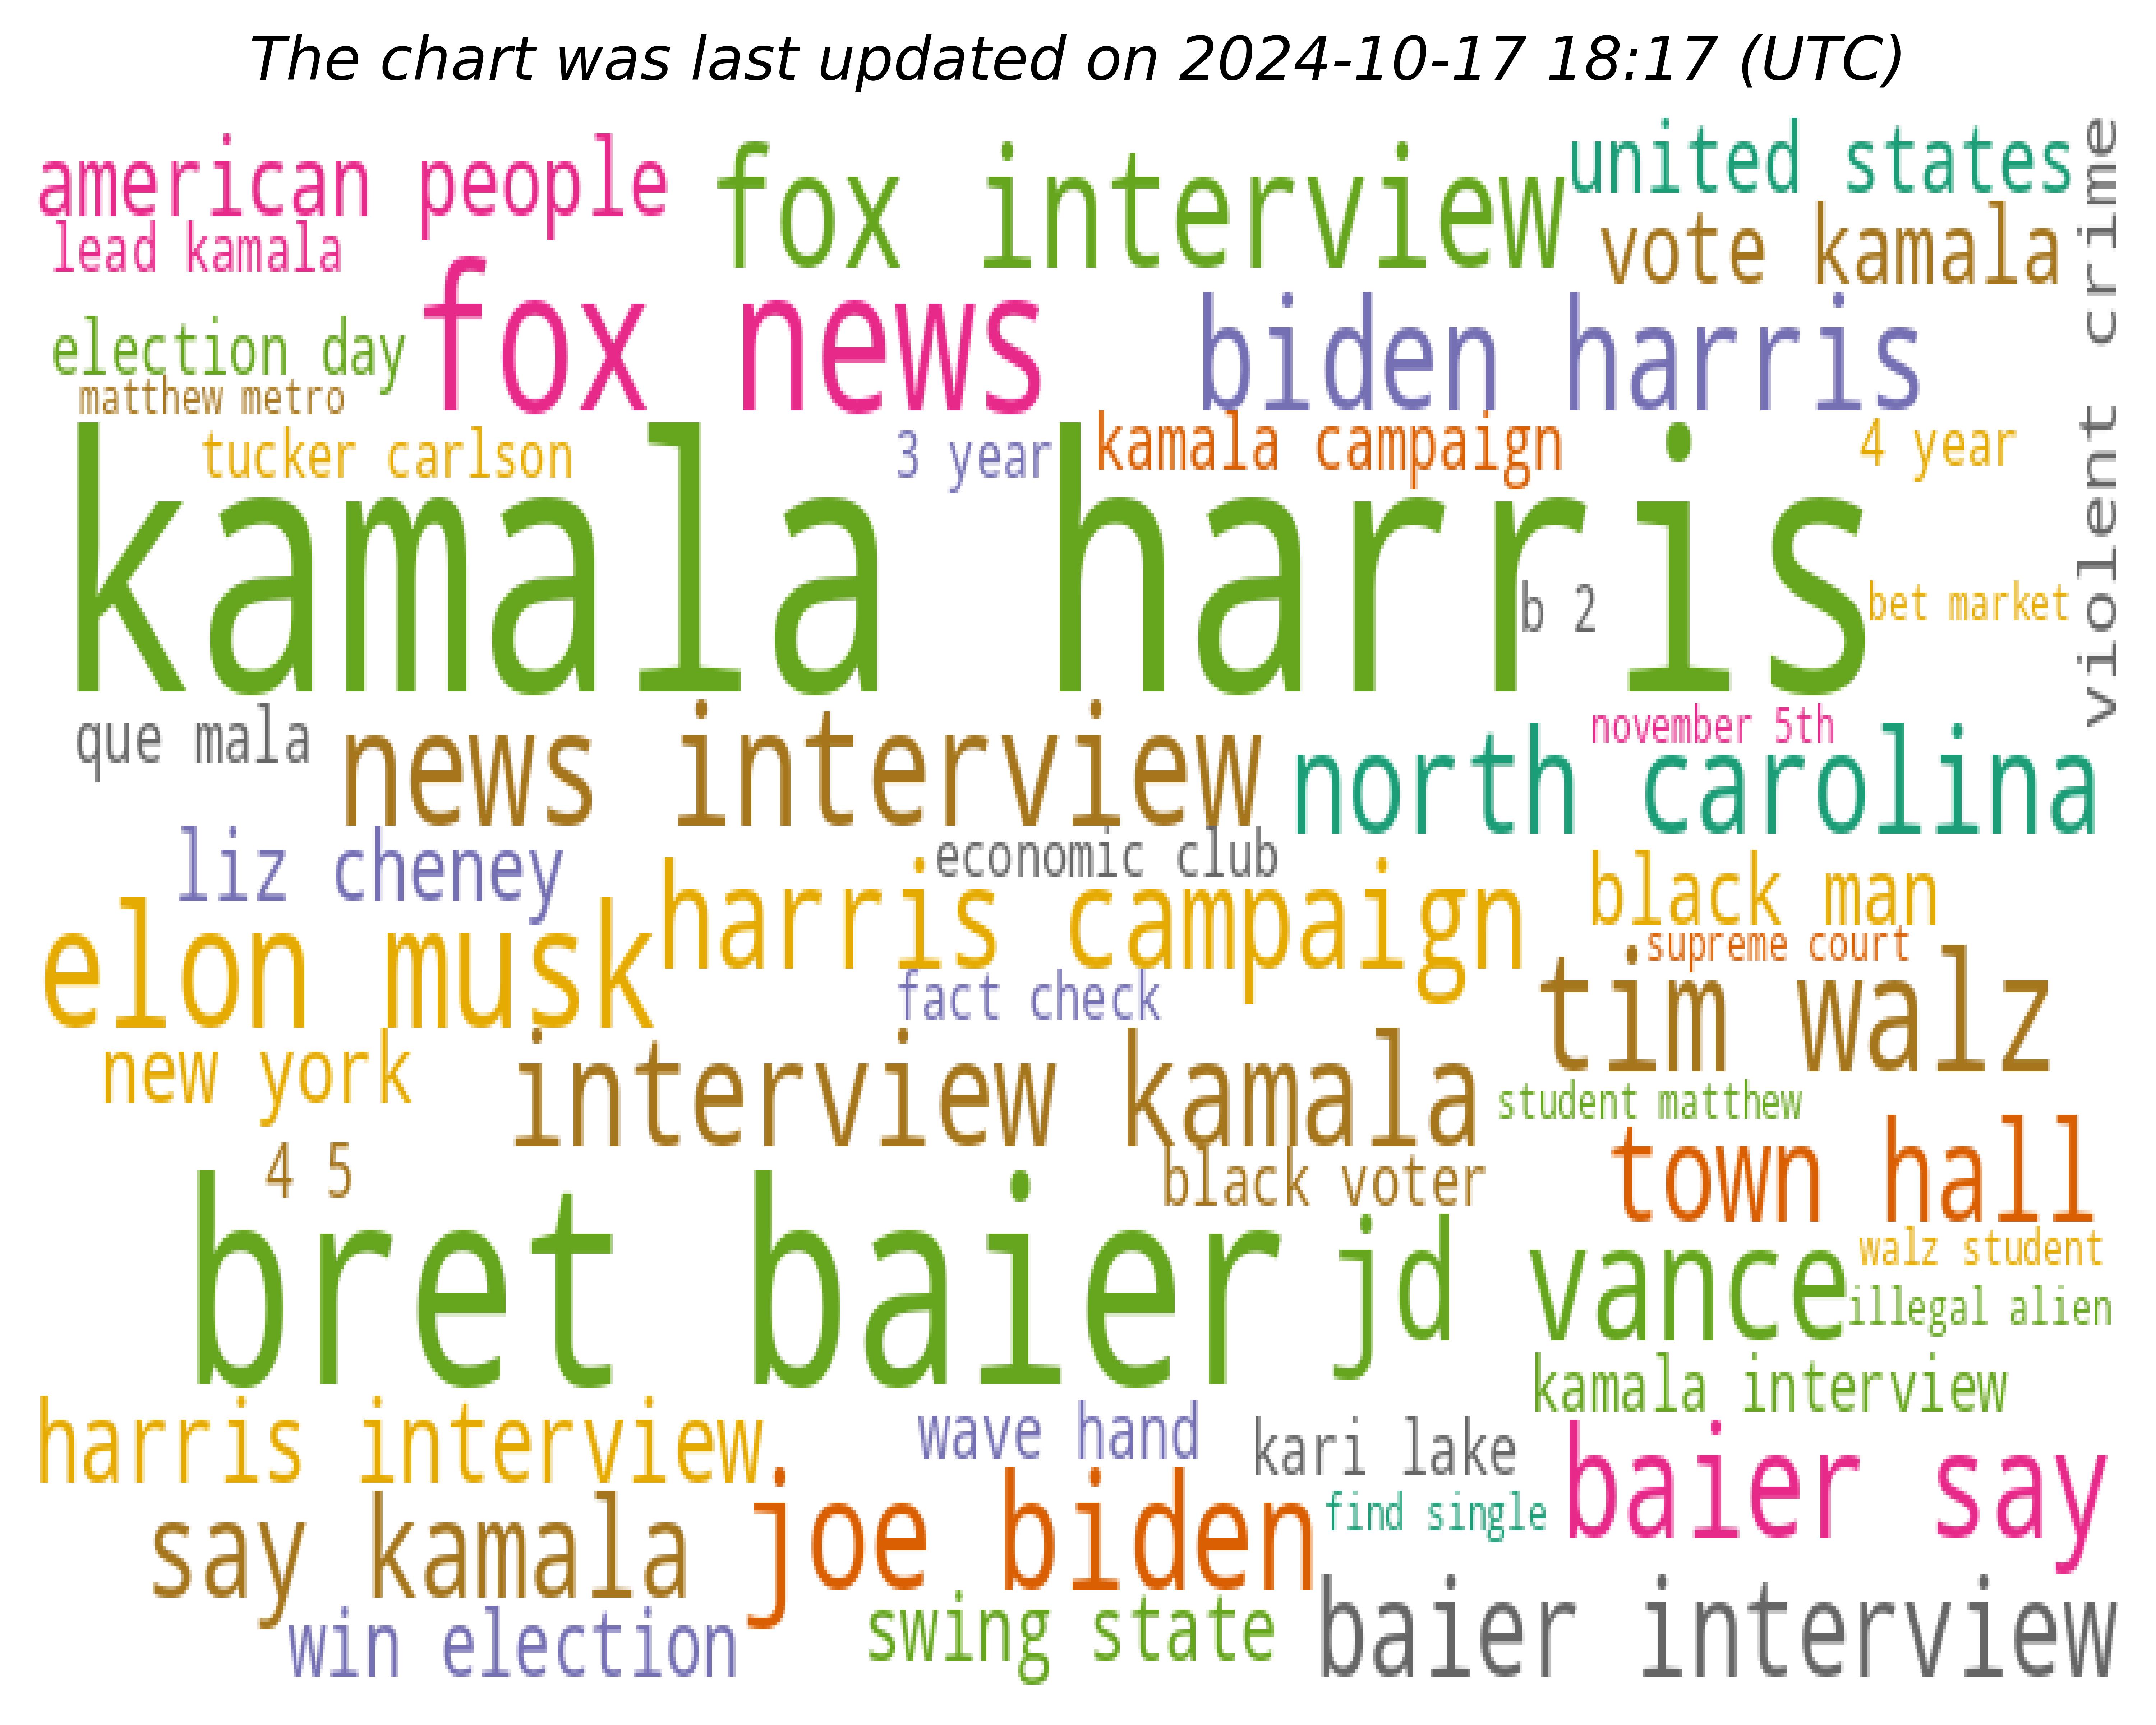 The chart was last updated on 2024-10-17 18:17 (UTC)
american people
fox interview
united states
violent crime
lead kamala
vote kamala
fox news
biden harris
election day
matthew metro
tucker carlson
3 year
kamala campaign
4 year
kamala harris
b 2
bet market
que mala
news interview
november 5th
north carolina
liz cheney
economic club
black man
elon musk
harris campaign
supreme court
fact check
tim walz
new york
interview kamala
student matthew
4 5
black voter
town hall
bret baier
jd vance
walz student
illegal alien
kamala interview
harris interview
wave hand
kari lake
baier say
say kamala
joe biden
find single
win election
swing state
baier interview